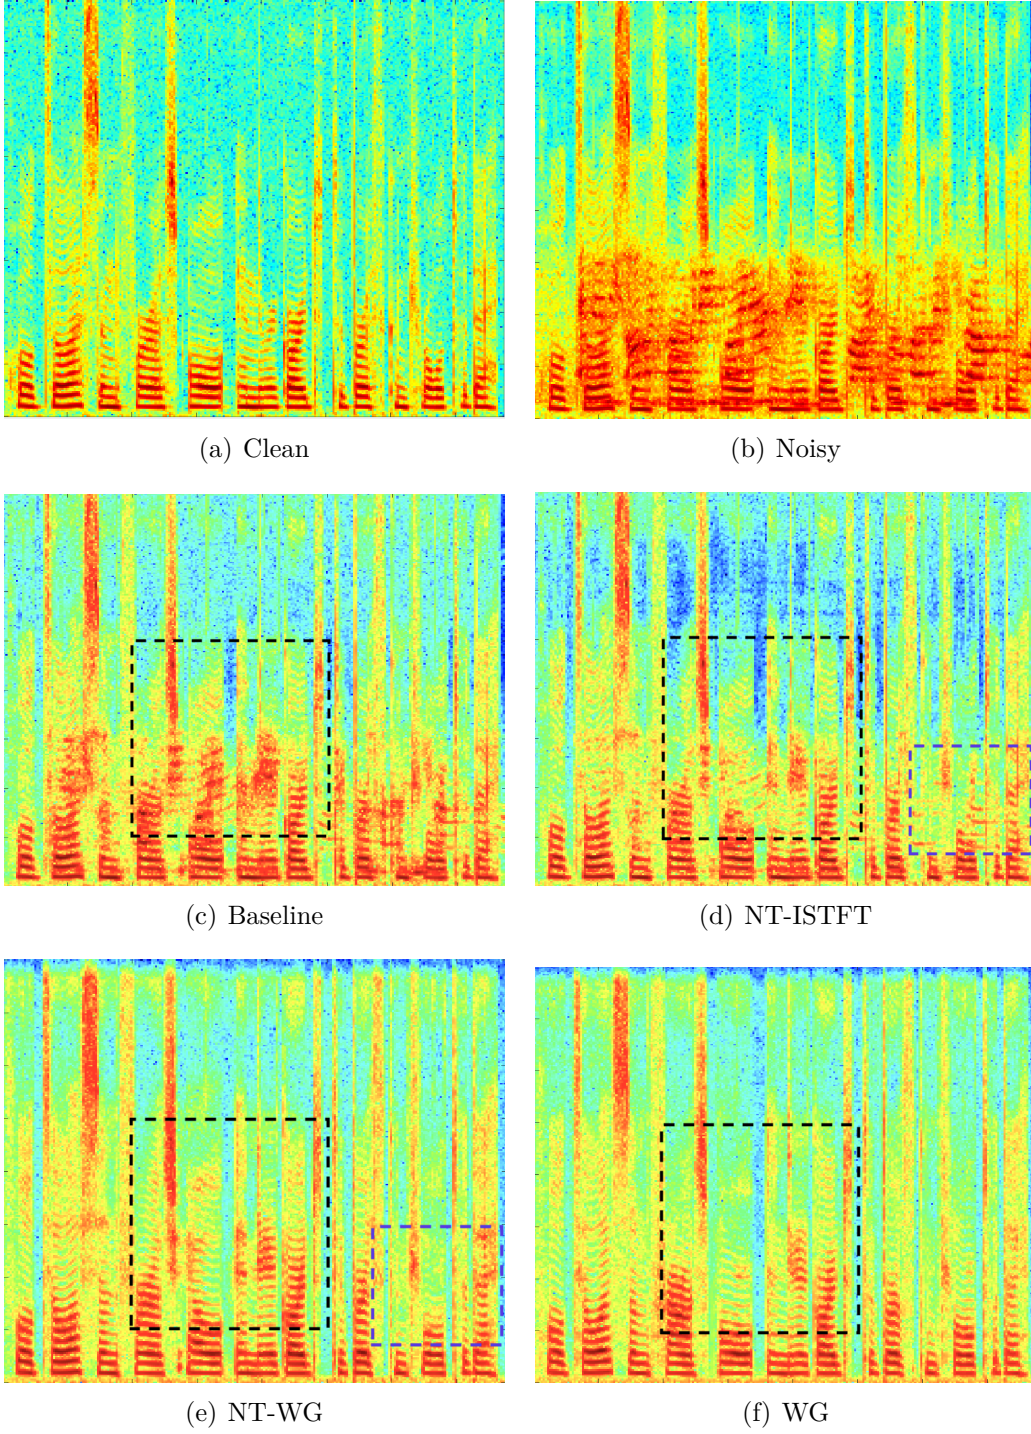 (a) Clean
(b) Noisy
(c) Baseline
(d) NT-ISTFT
(e) NT-WG
(f) WG